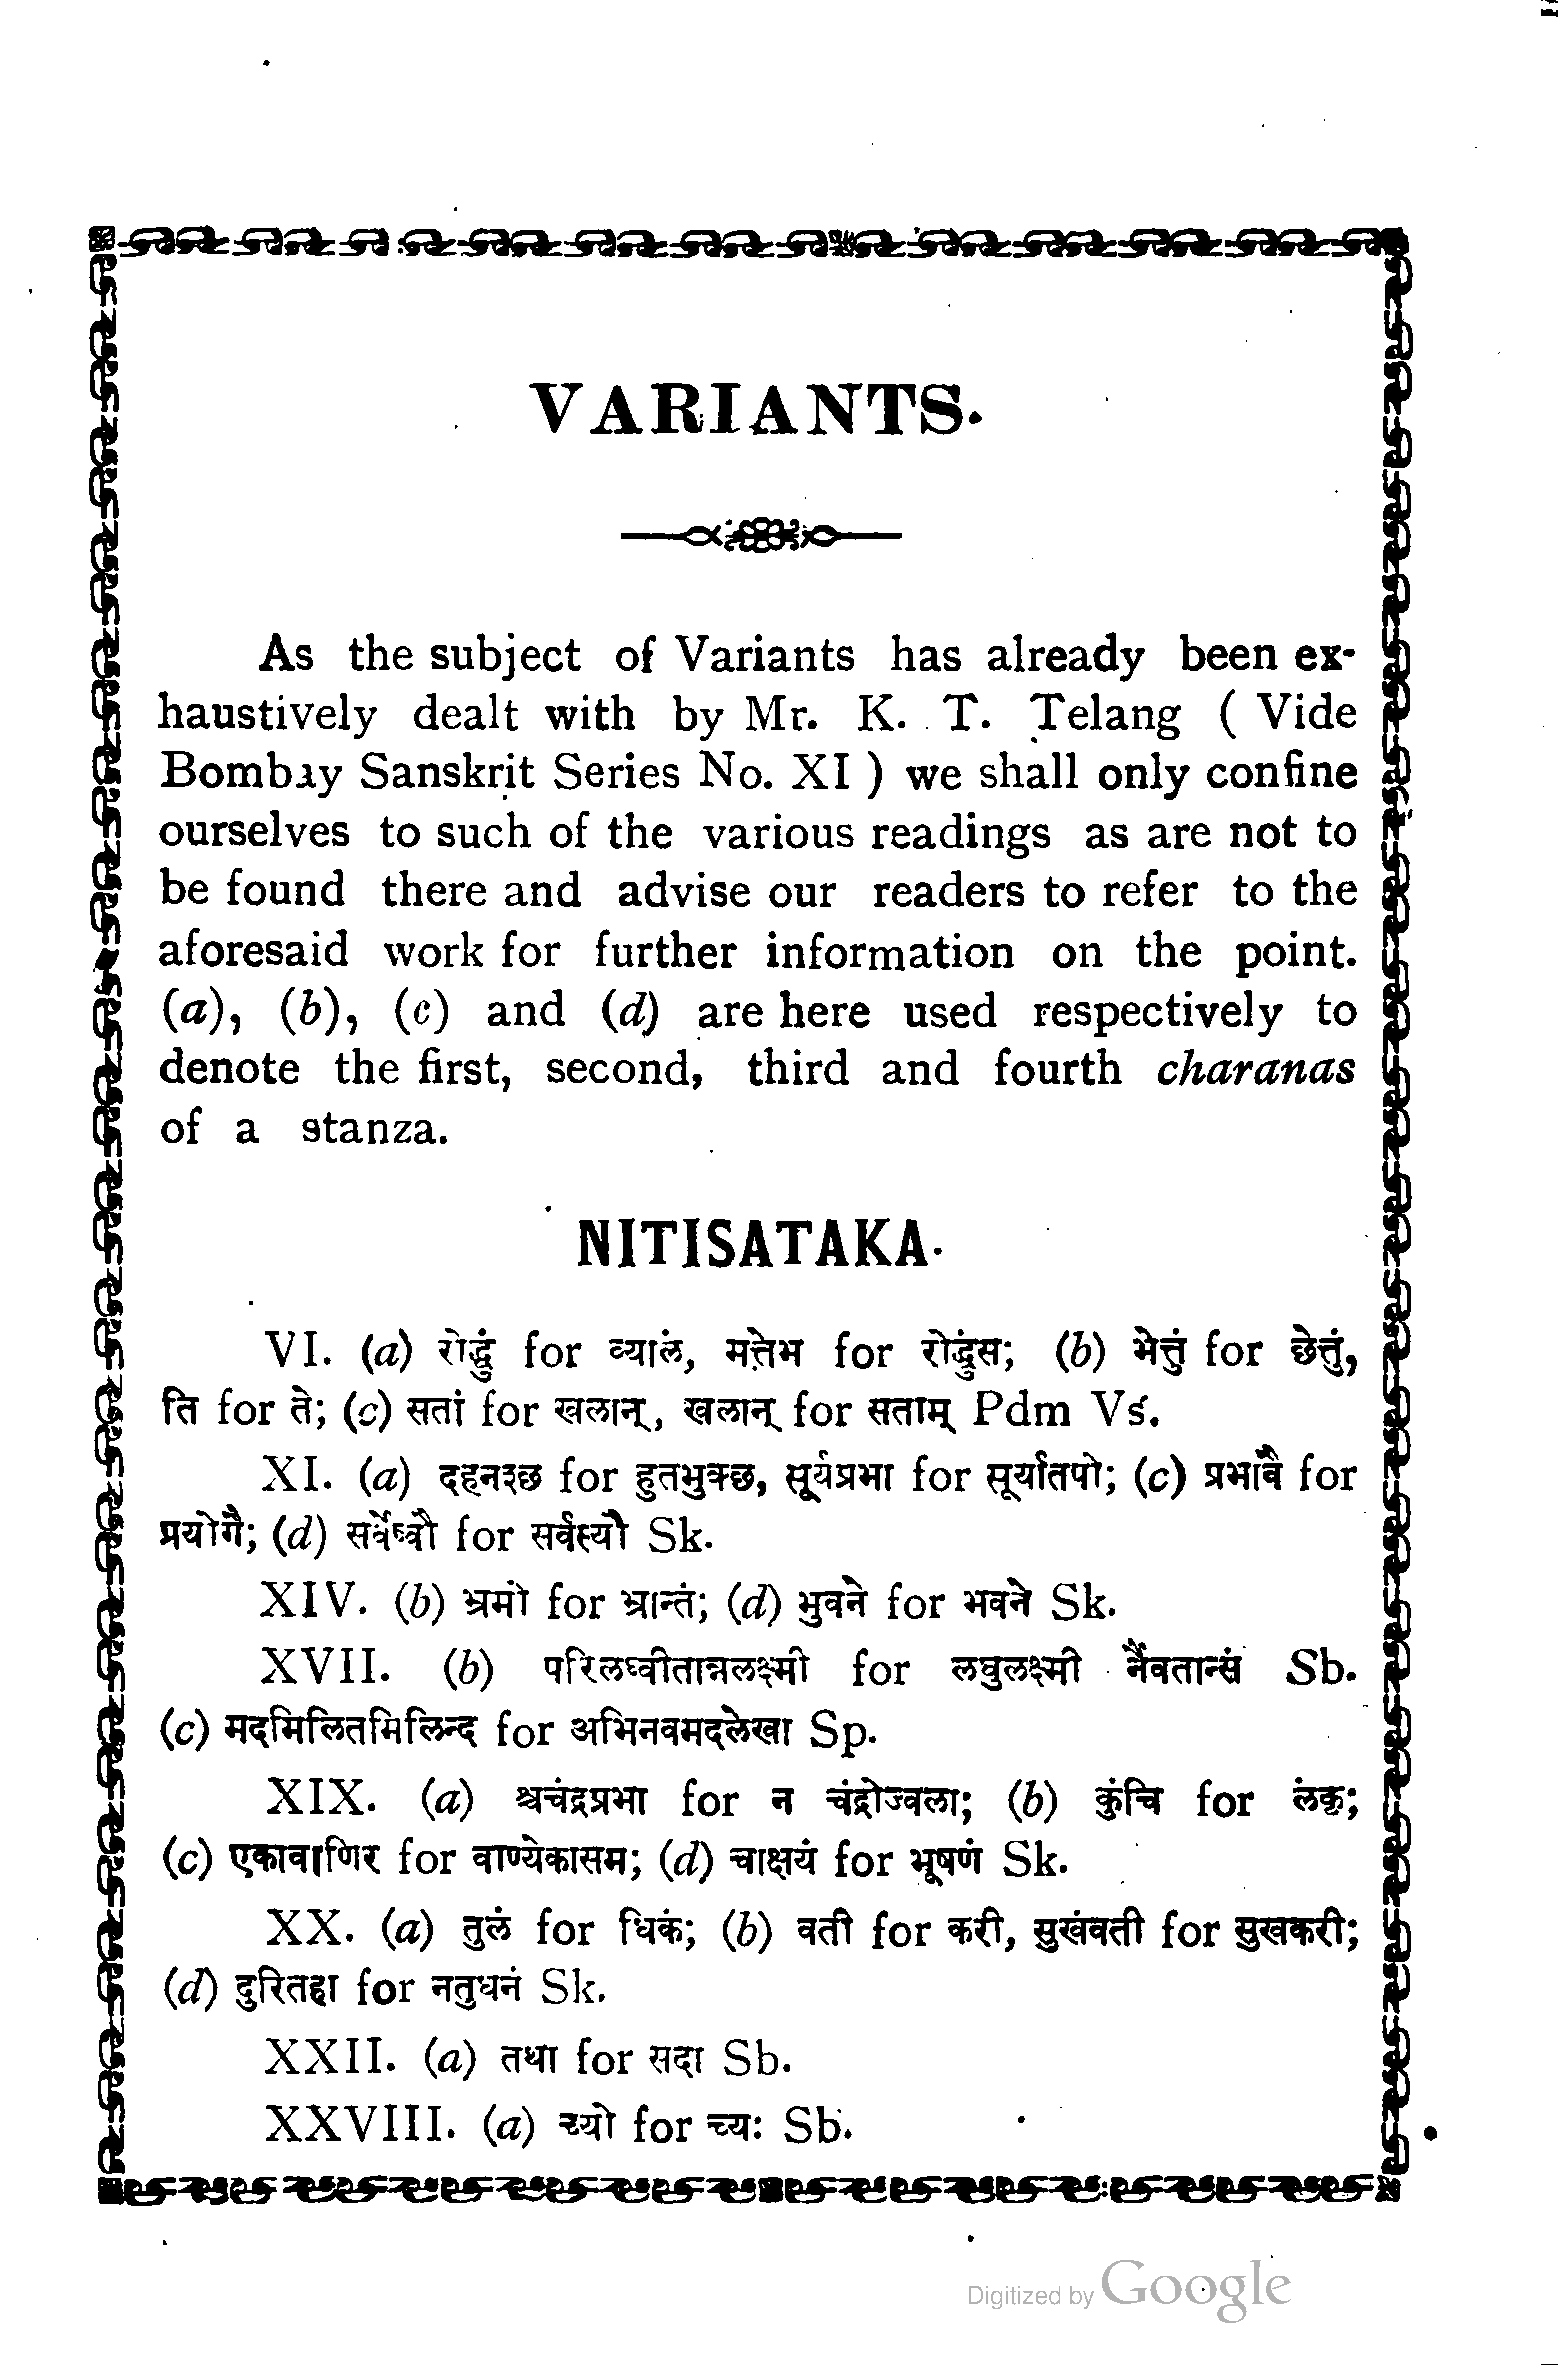 VARIANTS.
As the subject of Variants has already been ex-
haustively dealt with by Mr. K. T. Telang ( Vide
Bombay Sanskrit Series No. XI ) we shall only confine
ourselves to such of the various readings as are not to
be found there and advise our readers to refer to the
aforesaid work for further information on the point.
(a), (b), (c) and (d) are here used respectively to
denote the first, second, third and fourth charanas
of a stanza.
NITISATAKA.
VI. (a) रोद्धुं for व्यालं, मत्तेभ for रोद्धुंस; (b) भेत्तुं for छेत्तुं,
ति for ते; (c) सतां for खलान्, खलान् for सताम् Pdm Vś.
XI. (a) दहनश्छ for हुतभुक्छ, सूर्यप्रभा for सूर्यातपो; (c) प्रभावै for
प्रयोगै; (d) सर्वेष्वौ for सर्वस्यौ Sk.
XIV. (b) भ्रमो for भ्रान्तं; (d) भुवने for भवने Sk.
XVII. (b) परिलघ्वीतान्नलक्ष्मी for लघुलक्ष्मी र्नैवतान्सं Sb.
(c) मदमिलितमिलिन्द for अभिनवमदलेखा Sp.
XIX. (a) श्चचंद्रप्रभा for न चंद्रोज्वला; (b) कुंचि for लंकृ;
(c) एकावाणिर for वाण्येकासम; (d) चाक्षयं for भूषणं Sk.
XX. (a) तुलं for धिकं; (b) वती for करी, सुखंवती for सुखकरी;
(d) दुरितहा for नतुधनं Sk.
XXII. (a) तथा for सदा Sb.
XXVIII. (a) च्यो for च्यः Sb.
Digitized by Google